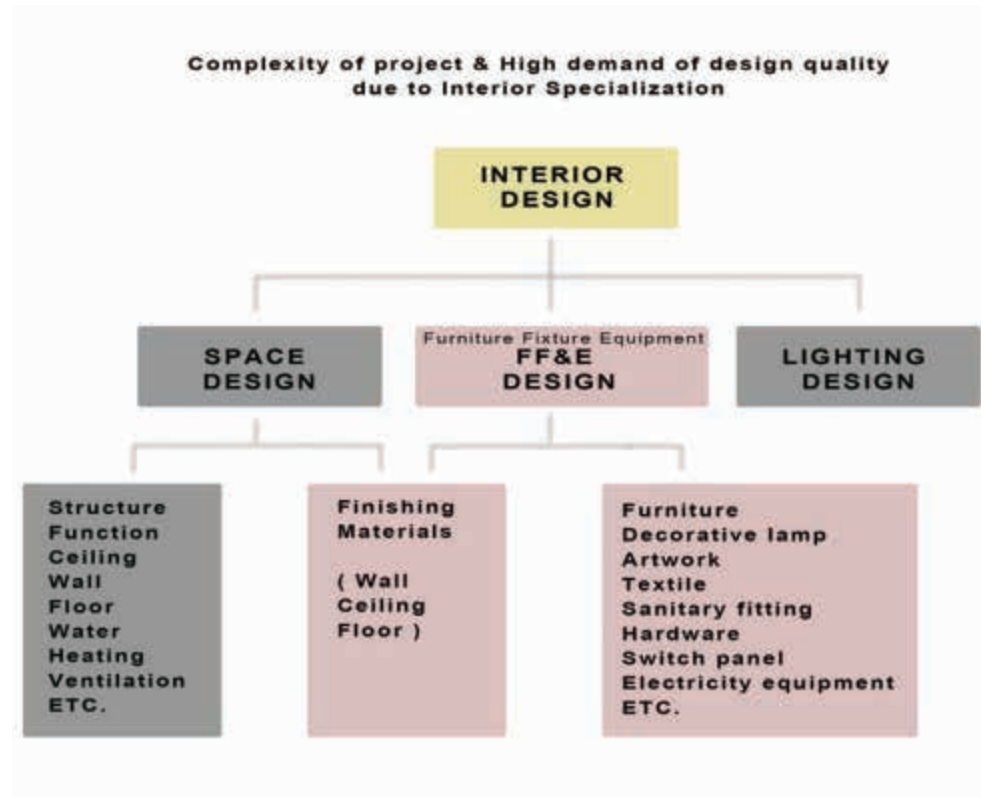 Complexity of project & High demand of design quality
due to Interior Specialization
INTERIOR
DESIGN
SPACE
DESIGN
Furniture Fixture Equipment
FF&E
DESIGN
LIGHTING
DESIGN
Structure
Function
Ceiling
Wall
Floor
Water
Heating
Ventilation
ETC.
Finishing
Materials
( Wall
Ceiling
Floor )
Furniture
Decorative lamp
Artwork
Textile
Sanitary fitting
Hardware
Switch panel
Electricity equipment
ETC.